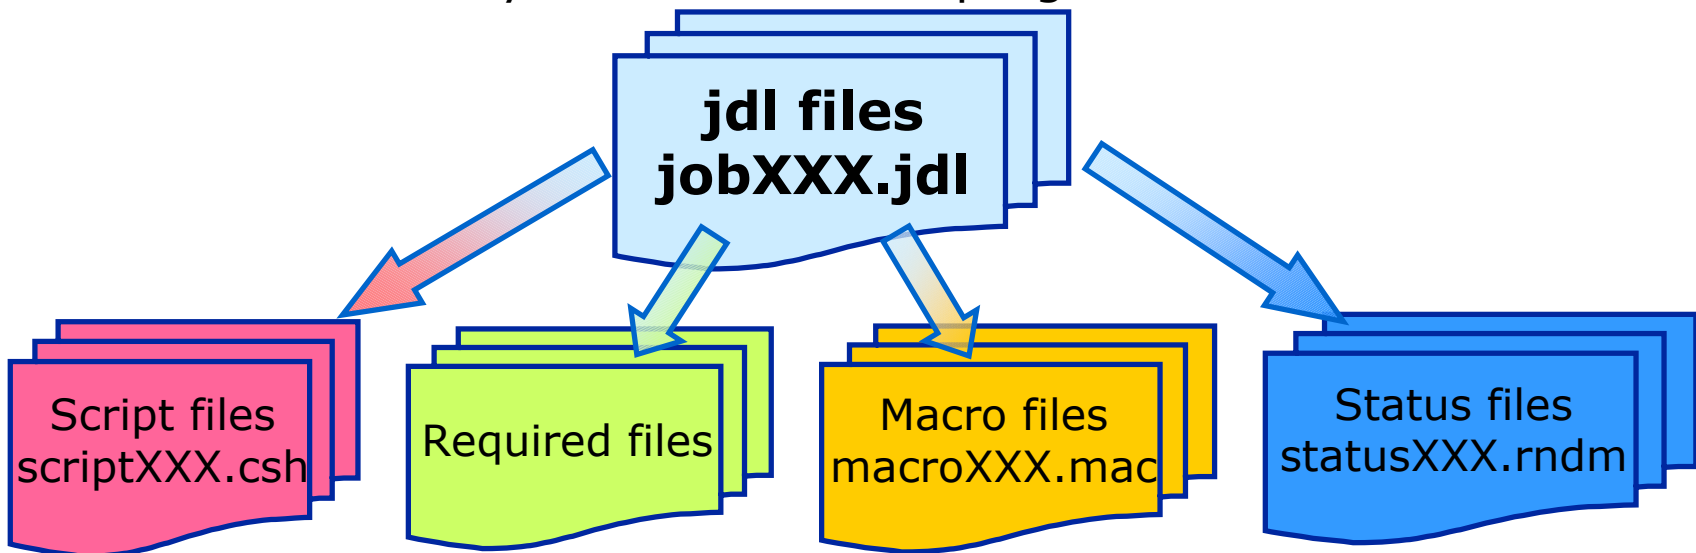 jdl files
jobXXX.jdl
Script files
scriptXXX.csh
Required files
Macro files
macroXXX.mac
Status files
statusXXX.rndm